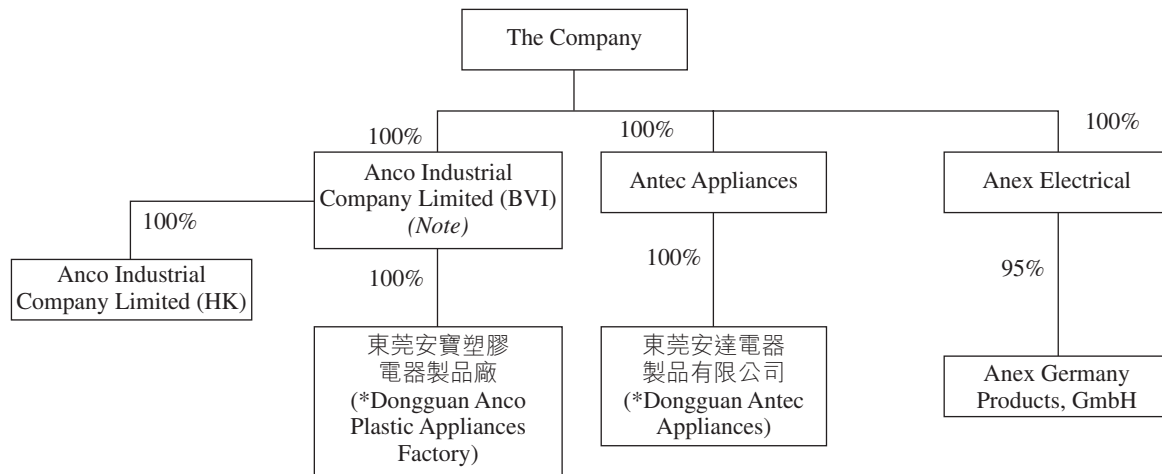 The Company
100%
100%
100%
Anco Industrial
Company Limited (BVI)
(Note)
Antec Appliances
Anex Electrical
100%
Anco Industrial
Company Limited (HK)
100%
100%
95%
東莞安寶塑膠
電器製品廠
(*Dongguan Anco
Plastic Appliances
Factory)
東莞安達電器
製品有限公司
(*Dongguan Antec
Appliances)
Anex Germany
Products, GmbH